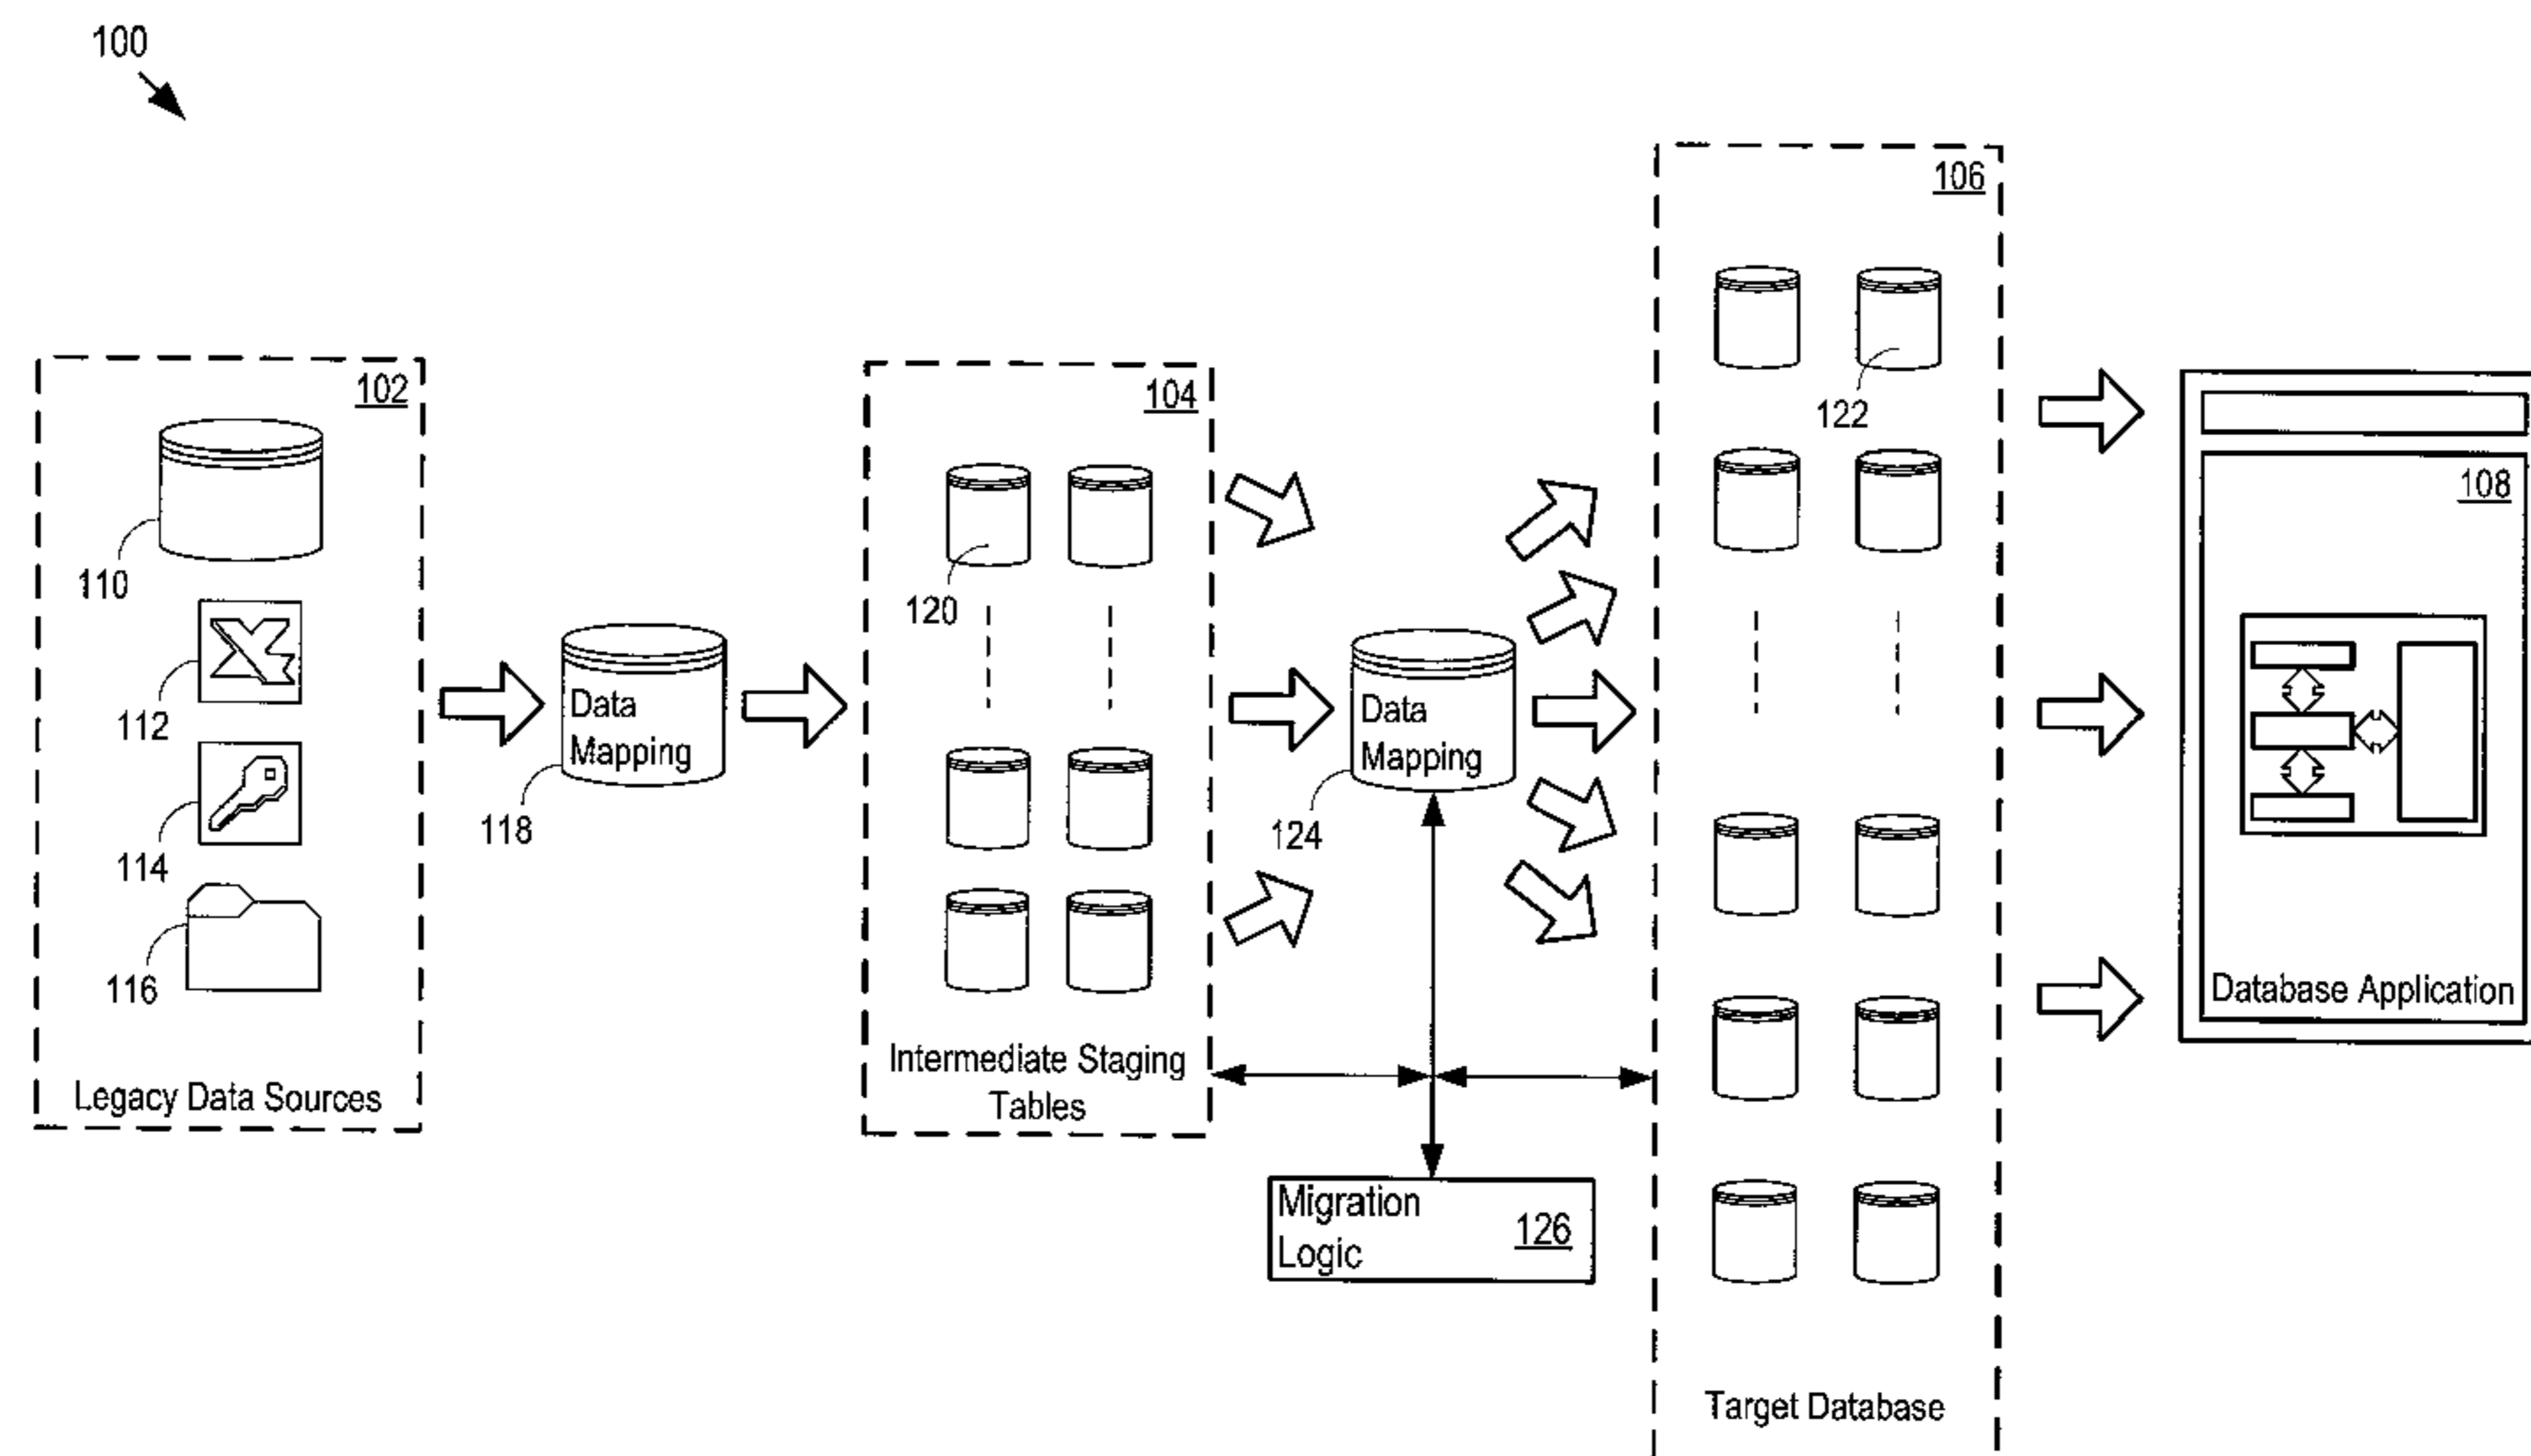 100
102
110
112
114
116
Legacy Data Sources
Data
Mapping
118
104
120
Intermediate Staging
Tables
Data
Mapping
124
Migration
Logic
126
106
122
Target Database
108
Database Application